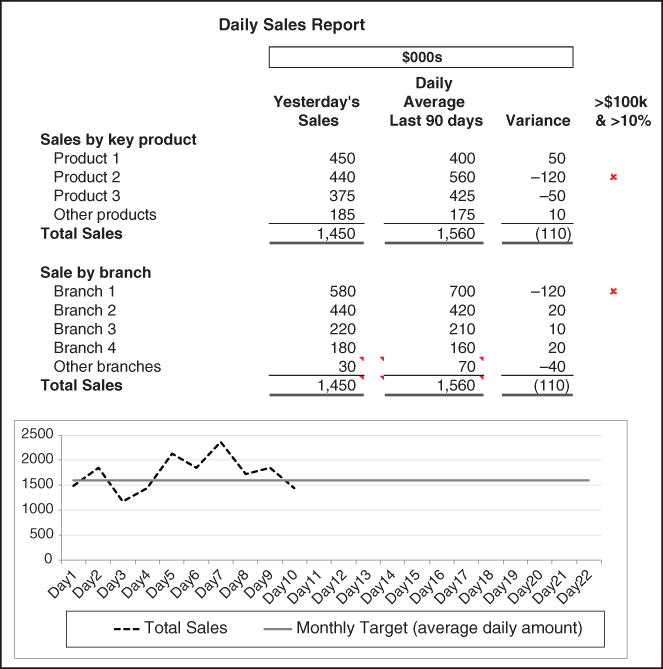 Daily Sales Report
$000s
Yesterday's Sales Daily Average Last 90 days Variance >$100k & >10%
Sales by key product
Product 1 450 400 50
Product 2 440 560 –120 ×
Product 3 375 425 –50
Other products 185 175 10
Total Sales 1,450 1,560 (110)
Sale by branch
Branch 1 580 700 –120 ×
Branch 2 440 420 20
Branch 3 220 210 10
Branch 4 180 160 20
Other branches 30 70 –40
Total Sales 1,450 1,560 (110)
2500
2000
1500
1000
500
0
Day1 Day2 Day3 Day4 Day5 Day6 Day7 Day8 Day9 Day10 Day11 Day12 Day13 Day14 Day15 Day16 Day17 Day18 Day19 Day20 Day21 Day22
Total Sales Monthly Target (average daily amount)